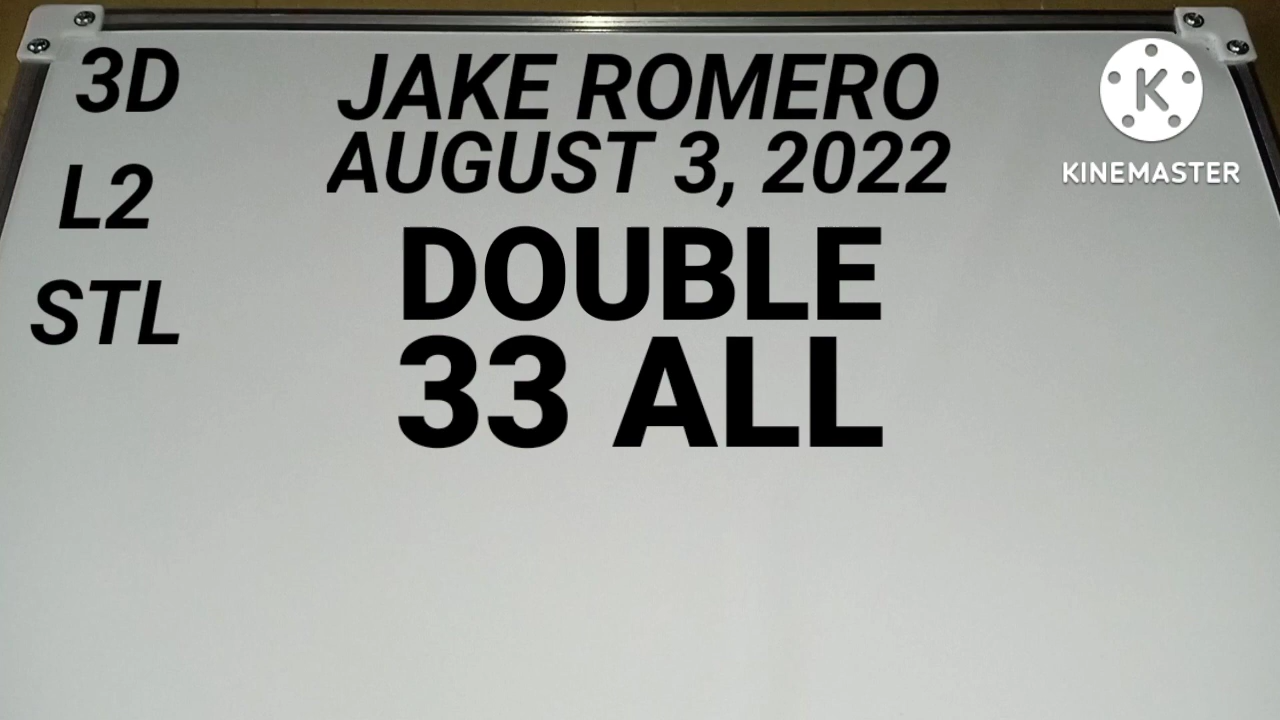 3D
L2
STL
JAKE ROMERO
AUGUST 3, 2022
DOUBLE
33 ALL
K
KINEMASTER